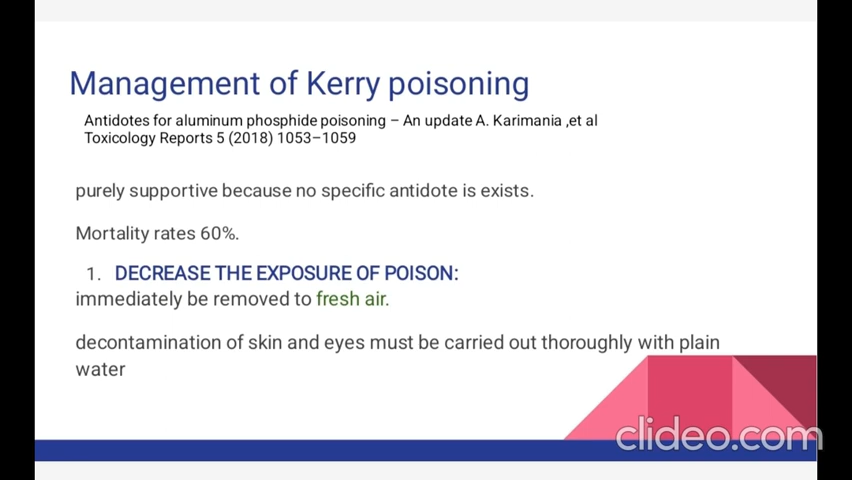 Management of Kerry poisoning
Antidotes for aluminum phosphide poisoning – An update A. Karimania ,et al
Toxicology Reports 5 (2018) 1053–1059
purely supportive because no specific antidote is exists.
Mortality rates 60%.
1. DECREASE THE EXPOSURE OF POISON:
immediately be removed to fresh air.
decontamination of skin and eyes must be carried out thoroughly with plain
water
clideo.com